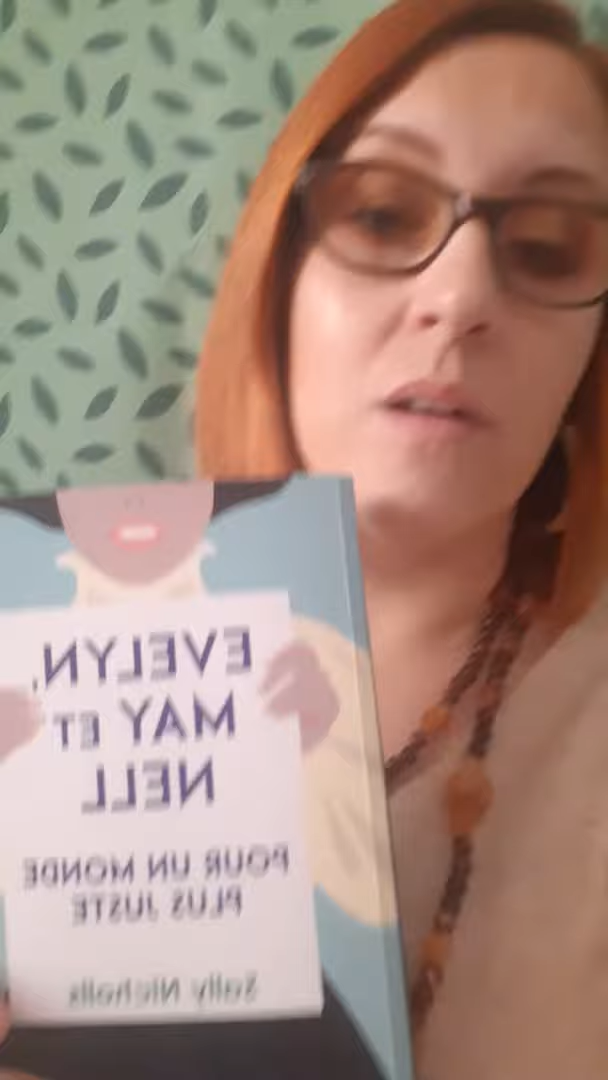 EVELYN,
MAY ET
NELL
POUR UN MONDE
PLUS JUSTE
Sally Nicholls